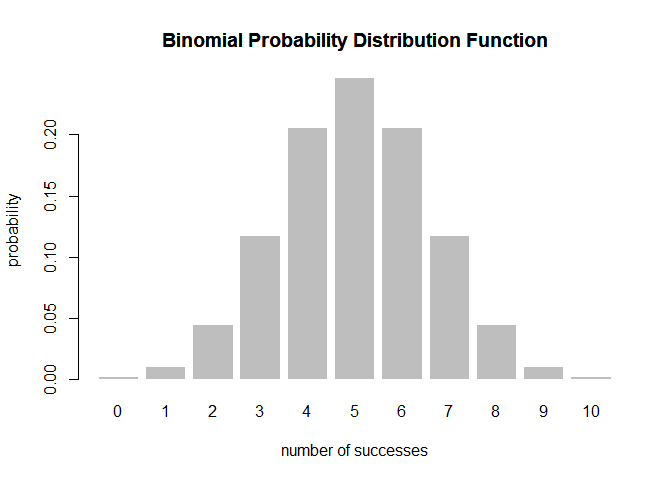 Binomial Probability Distribution Function
probability
0.20
0.15
0.10
0.05
0.00
0 1 2 3 4 5 6 7 8 9 10
number of successes